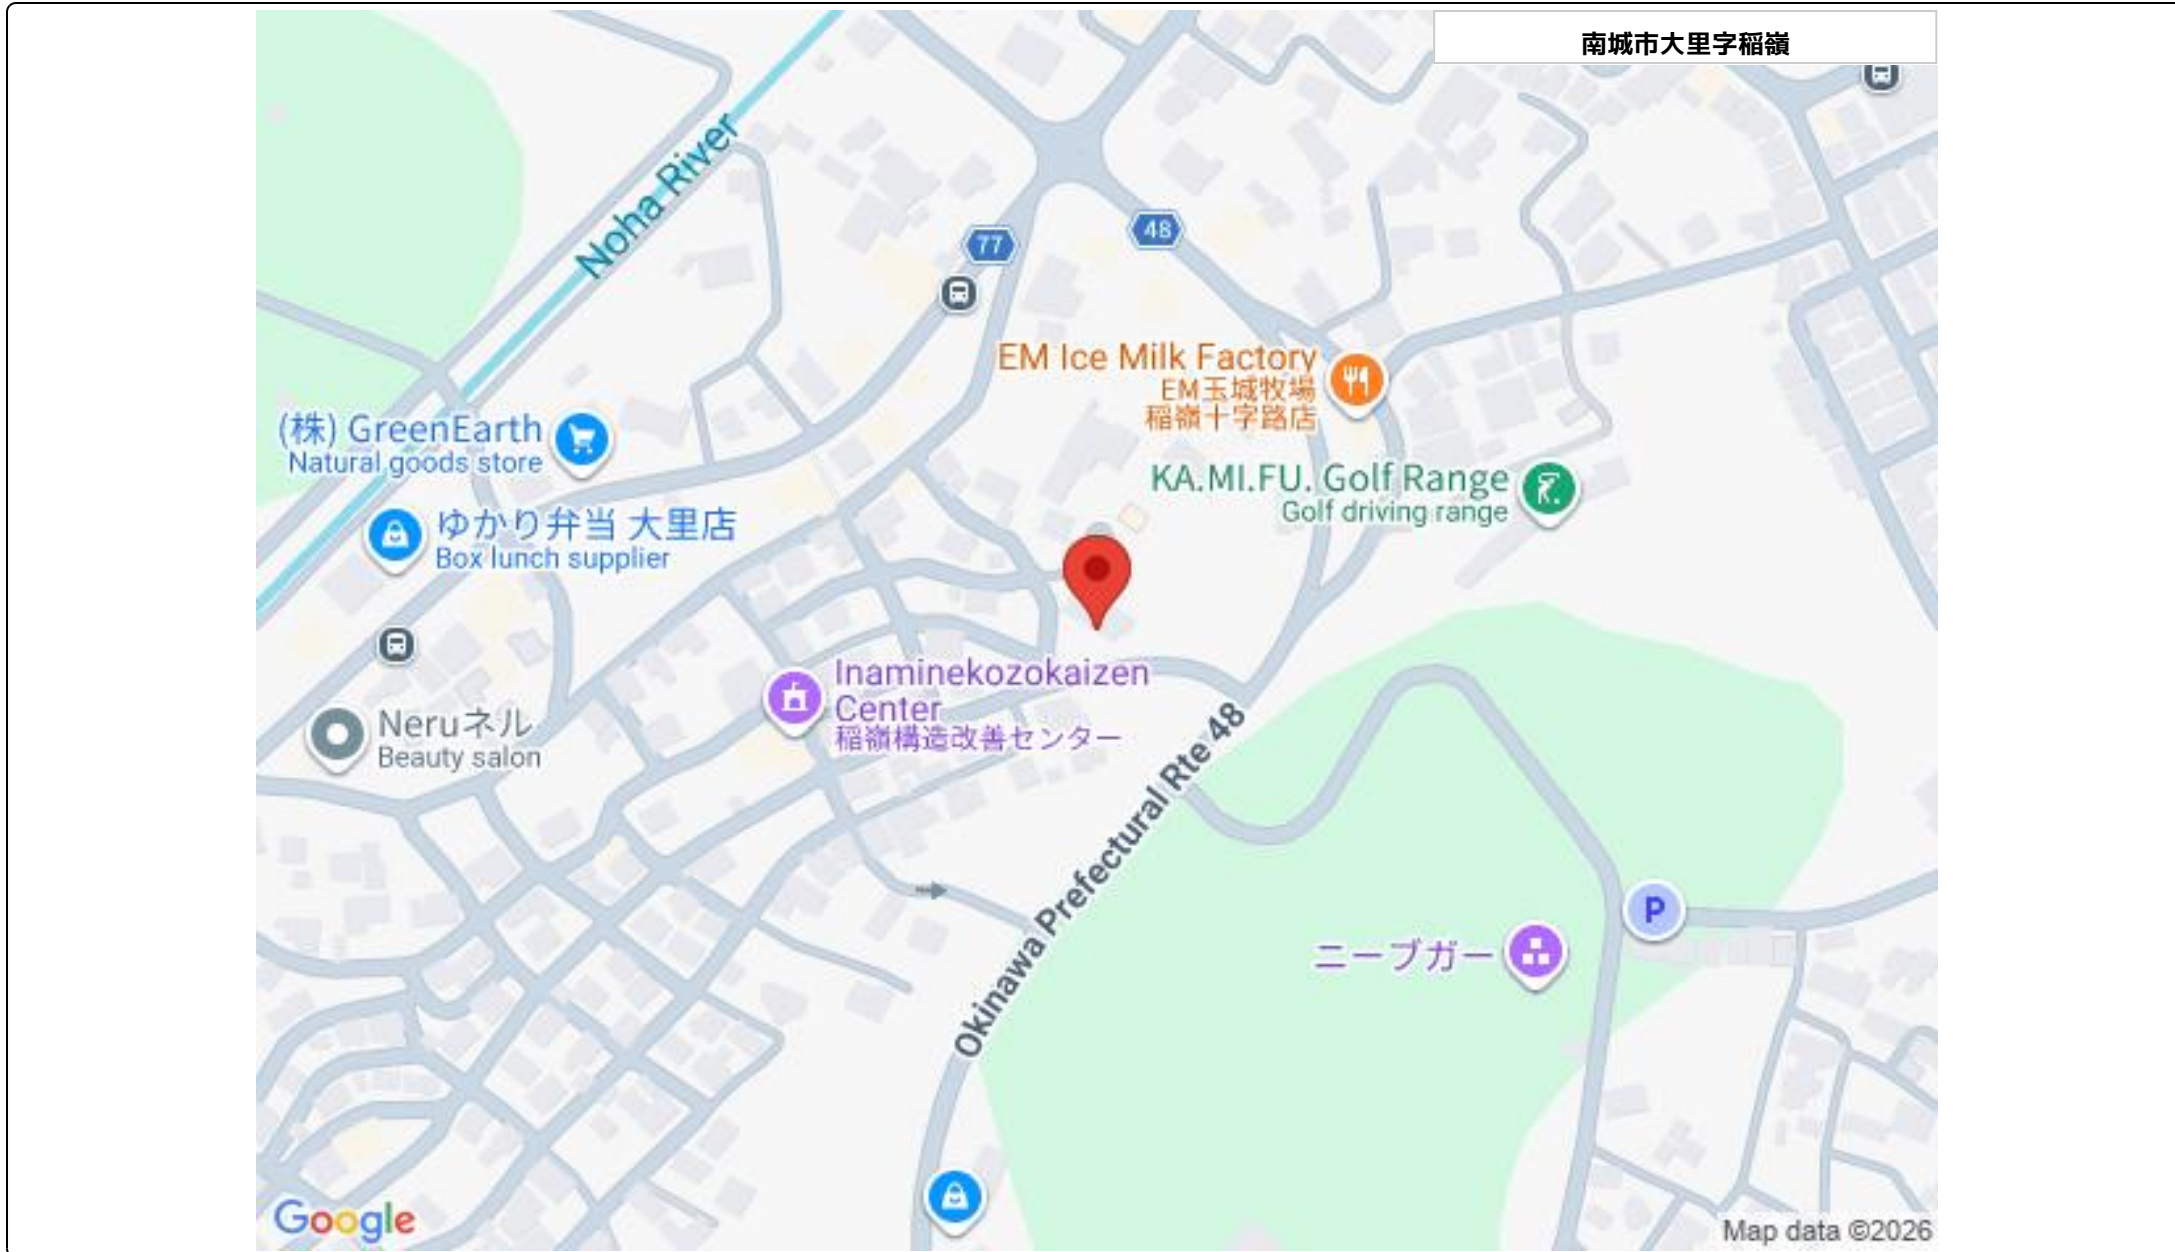 南城市大里字稲嶺
Noha River
77
48
EM Ice Milk Factory
EM玉城牧場
稲嶺十字路店
(株) GreenEarth
Natural goods store
KA.MI.FU. Golf Range
Golf driving range
ゆかり弁当 大里店
Box lunch supplier
Inaminekozokaizen
Center
稲嶺構造改善センター
Neruネル
Beauty salon
Okinawa Prefectural Rte 48
P
ニーブガー
Google
Map data ©2026